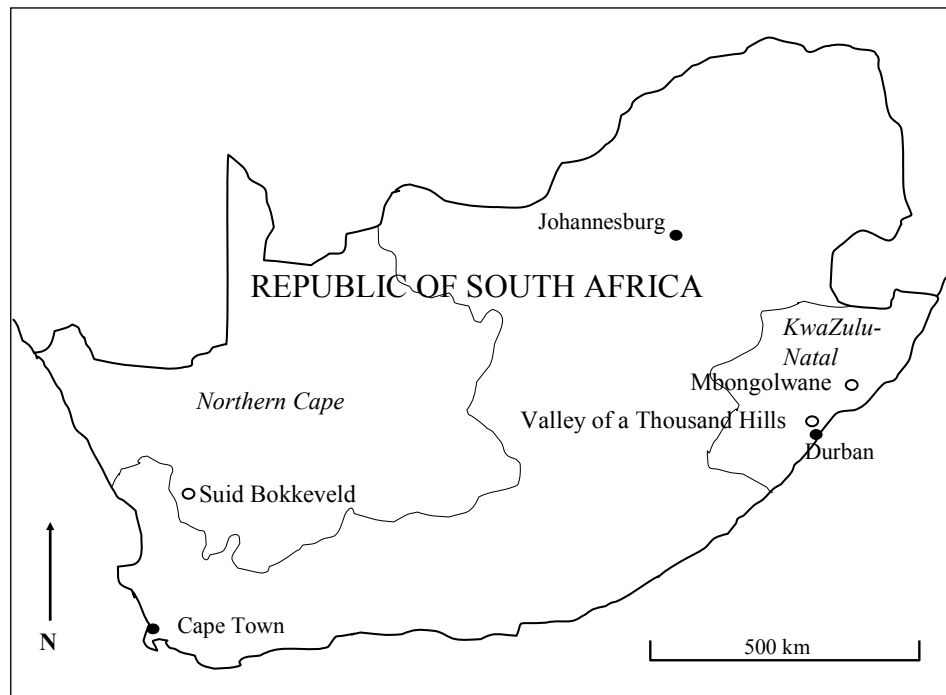 Johannesburg
REPUBLIC OF SOUTH AFRICA
KwaZulu-
Natal
Mbongolwane
Northern Cape
Valley of a Thousand Hills
Durban
Suid Bokkeveld
N
Cape Town
500 km